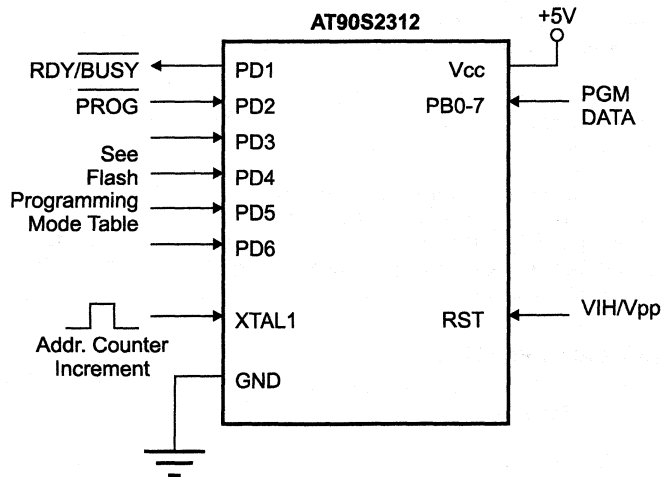 AT90S2312
+5V
RDY/BUSY
PD1
Vcc
PROG
PD2
PB0-7
PGM
DATA
PD3
See
Flash
Programming
Mode Table
PD4
PD5
PD6
XTAL1
RST
VIH/Vpp
Addr. Counter
Increment
GND